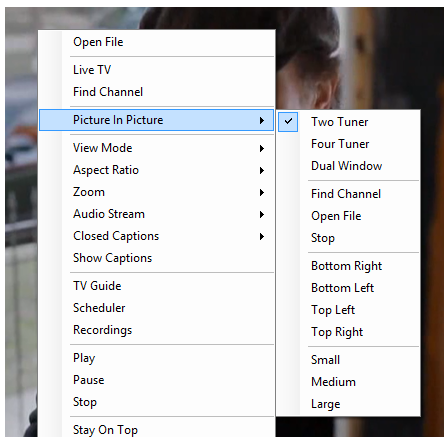 Open File
Live TV
Find Channel
Picture In Picture
View Mode
Aspect Ratio
Zoom
Audio Stream
Closed Captions
Show Captions
TV Guide
Scheduler
Recordings
Play
Pause
Stop
Stay On Top
Two Tuner
Four Tuner
Dual Window
Find Channel
Open File
Stop
Bottom Right
Bottom Left
Top Left
Top Right
Small
Medium
Large